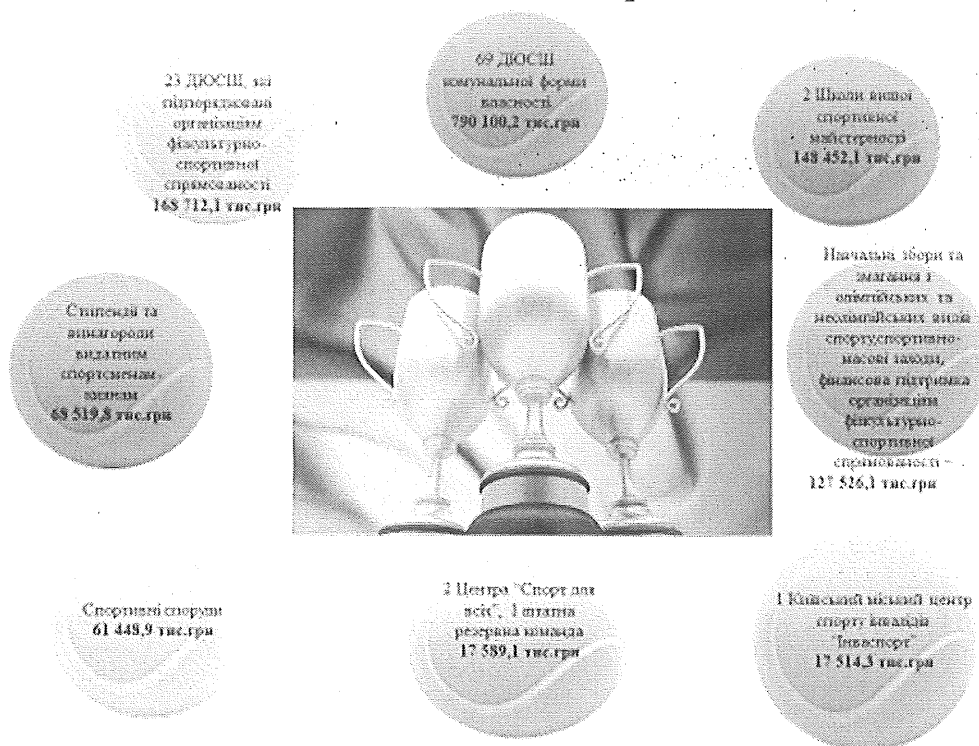 69 ДЮСШ
комунальної форми
власності
790 100,2 тис.грн
23 ДЮСШ, які
підпорядковані
організаціям
фізкультурно-
спортивної
спрямованості
168 712,1 тис.грн
2 Школи вищої
спортивної
майстерності
148 452,1 тис.грн
Стипендії та
винагороди
видатним
спортсменам,
68 519,8 тис.грн
Навчальні збори та
змагання з
олімпійських та
неолімпійських видів
спорту,спортивно-
масові заходи,
фінансова підтримка
організацій
фізкультурно-
спортивної
спрямованості –
127 526,1 тис.грн
Спортивні споруди
61 448,9 тис.грн
2 Центра "Спорт для
всіх", 1 штатна
резервна команда
17 589,1 тис.грн
1 Київський міський центр
спорту інвалідів
"Інваспорт"
17 514,3 тис.грн